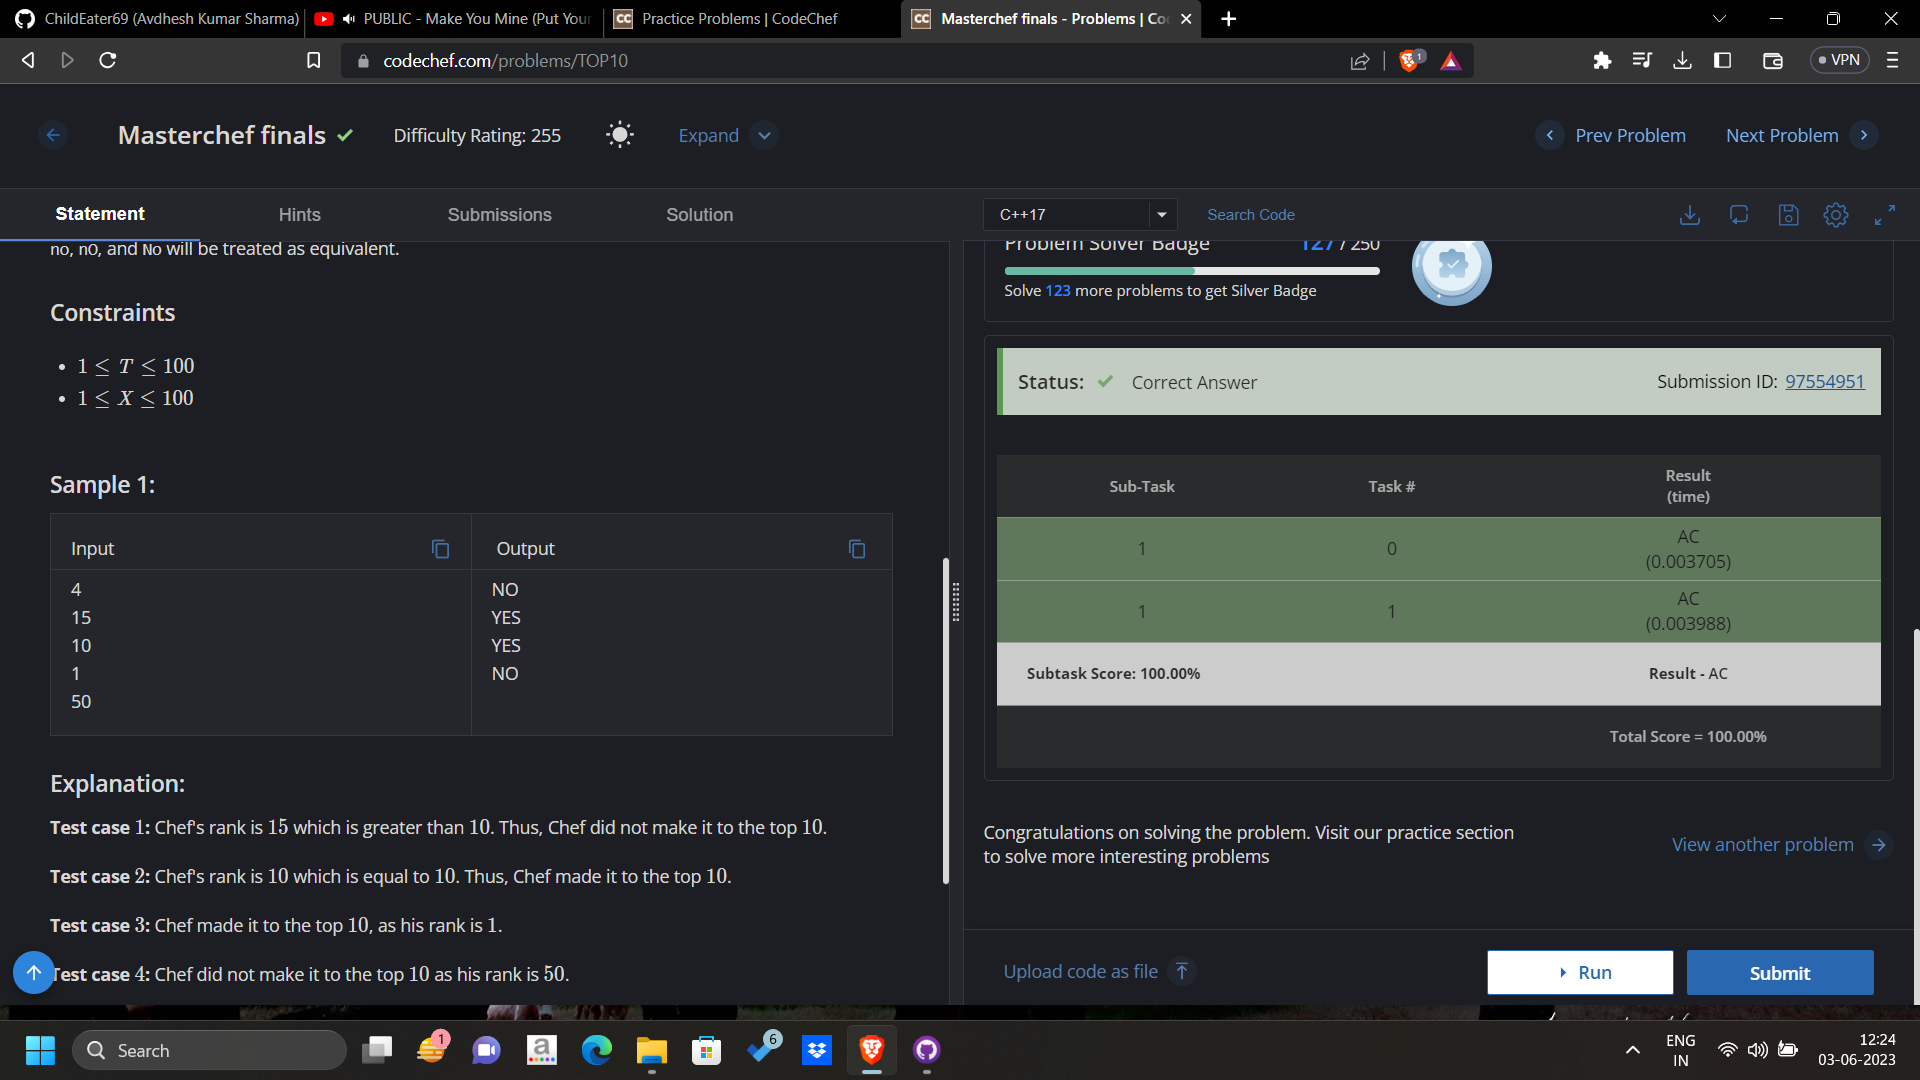 ChildEater69 (Avdhesh Kumar Sharma)
PUBLIC - Make You Mine (Put Your
CC Practice Problems | CodeChef
CC Masterchef finals - Problems | Co
codechef.com/problems/TOP10
1
VPN
Masterchef finals
Difficulty Rating: 255
Expand
Prev Problem
Next Problem
Statement
Hints
Submissions
Solution
C++17
Search Code
no, nO, and No will be treated as equivalent.
Constraints
• 1 ≤ T ≤ 100
• 1 ≤ X ≤ 100
Sample 1:
Input
Output
4
15
10
1
50
NO
YES
YES
NO
Explanation:
Test case 1: Chef's rank is 15 which is greater than 10. Thus, Chef did not make it to the top 10.
Test case 2: Chef's rank is 10 which is equal to 10. Thus, Chef made it to the top 10.
Test case 3: Chef made it to the top 10, as his rank is 1.
Test case 4: Chef did not make it to the top 10 as his rank is 50.
Problem Solver Badge
127 / 250
Solve 123 more problems to get Silver Badge
Status: Correct Answer
Submission ID: 97554951
Sub-Task
Task #
Result
(time)
1
0
AC
(0.003705)
1
1
AC
(0.003988)
Subtask Score: 100.00%
Result - AC
Total Score = 100.00%
Congratulations on solving the problem. Visit our practice section
to solve more interesting problems
View another problem
Upload code as file
Run
Submit
Search
1
a
6
ENG
IN
12:24
03-06-2023